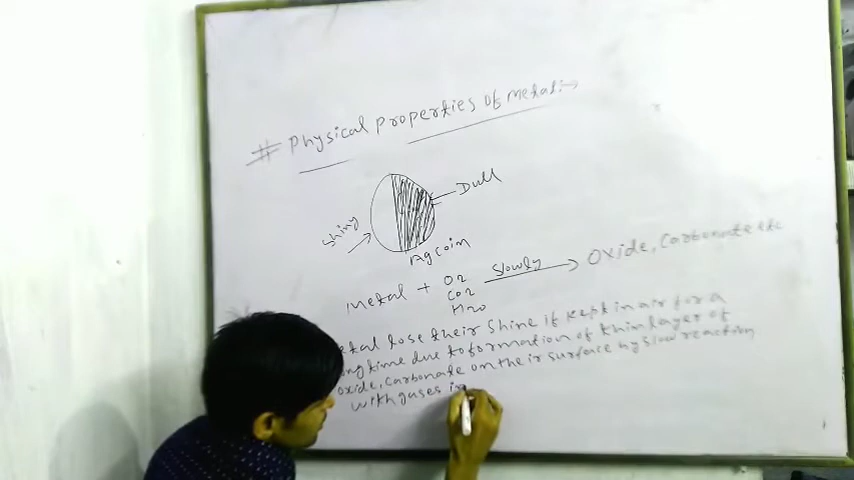 # Physical Properties of Metal:→
Dull
Shiny
Ag coin
Metal + O2 Slowly Oxide, Carbonate etc
CO2
H2O
etal lose their shine if kept in air for a
ong time due to formation of thin layer of
oxide, carbonate on their surface by slow reaction
with gases in